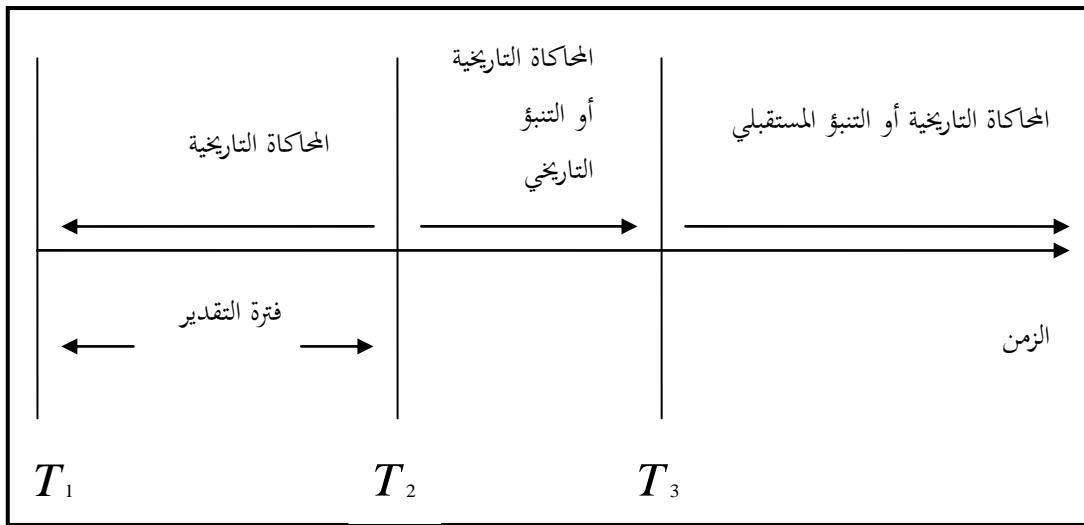 المحاكاة التاريخية أو التنبؤ المستقبلي
المحاكاة التاريخية
أو التنبؤ
التاريخي
المحاكاة التاريخية
الزمن
فترة التقدير
T₁
T₂
T₃